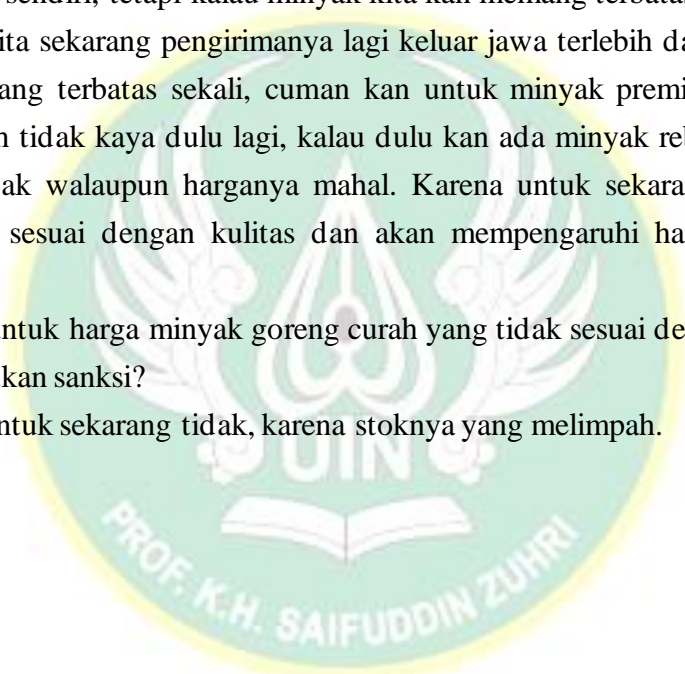 sendiri, tetapi kalau minyak kita kan memang terbatas
ita sekarang pengirimanya lagi keluar jawa terlebih da
ang terbatas sekali, cuman kan untuk minyak premi
n tidak kaya dulu lagi, kalau dulu kan ada minyak reb
ak walaupun harganya mahal. Karena untuk sekara
sesuai dengan kulitas dan akan mempengaruhi ha
ntuk harga minyak goreng curah yang tidak sesuai de
kan sanksi?
ntuk sekarang tidak, karena stoknya yang melimpah.
UIN
PROF. K.H. SAIFUDDIN ZUHRI